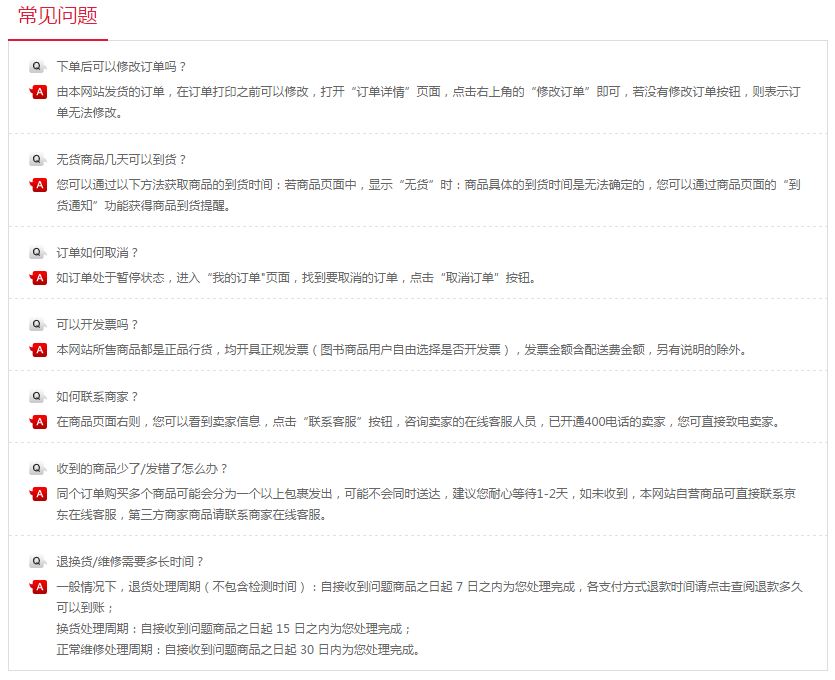 常见问题
Q 下单后可以修改订单吗？
A 由本网站发货的订单，在订单打印之前可以修改，打开“订单详情”页面，点击右上角的“修改订单”即可，若没有修改订单按钮，则表示订
单无法修改。
Q 无货商品几天可以到货？
A 您可以通过以下方法获取商品的到货时间：若商品页面中，显示“无货”时：商品具体的到货时间是无法确定的，您可以通过商品页面的“到
货通知”功能获得商品到货提醒。
Q 订单如何取消？
A 如订单处于暂停状态，进入“我的订单"页面，找到要取消的订单，点击“取消订单”按钮。
Q 可以开发票吗？
A 本网站所售商品都是正品行货，均开具正规发票（图书商品用户自由选择是否开发票），发票金额含配送费金额，另有说明的除外。
Q 如何联系商家？
A 在商品页面右则，您可以看到卖家信息，点击“联系客服”按钮，咨询卖家的在线客服人员，已开通400电话的卖家，您可直接致电卖家。
Q 收到的商品少了/发错了怎么办？
A 同个订单购买多个商品可能会分为一个以上包裹发出，可能不会同时送达，建议您耐心等待1-2天，如未收到，本网站自营商品可直接联系京
东在线客服，第三方商家商品请联系商家在线客服。
Q 退换货/维修需要多长时间？
A 一般情况下，退货处理周期（不包含检测时间）：自接收到问题商品之日起 7 日之内为您处理完成，各支付方式退款时间请点击查阅退款多久
可以到账；
换货处理周期：自接收到问题商品之日起 15 日之内为您处理完成；
正常维修处理周期：自接收到问题商品之日起 30 日内为您处理完成。